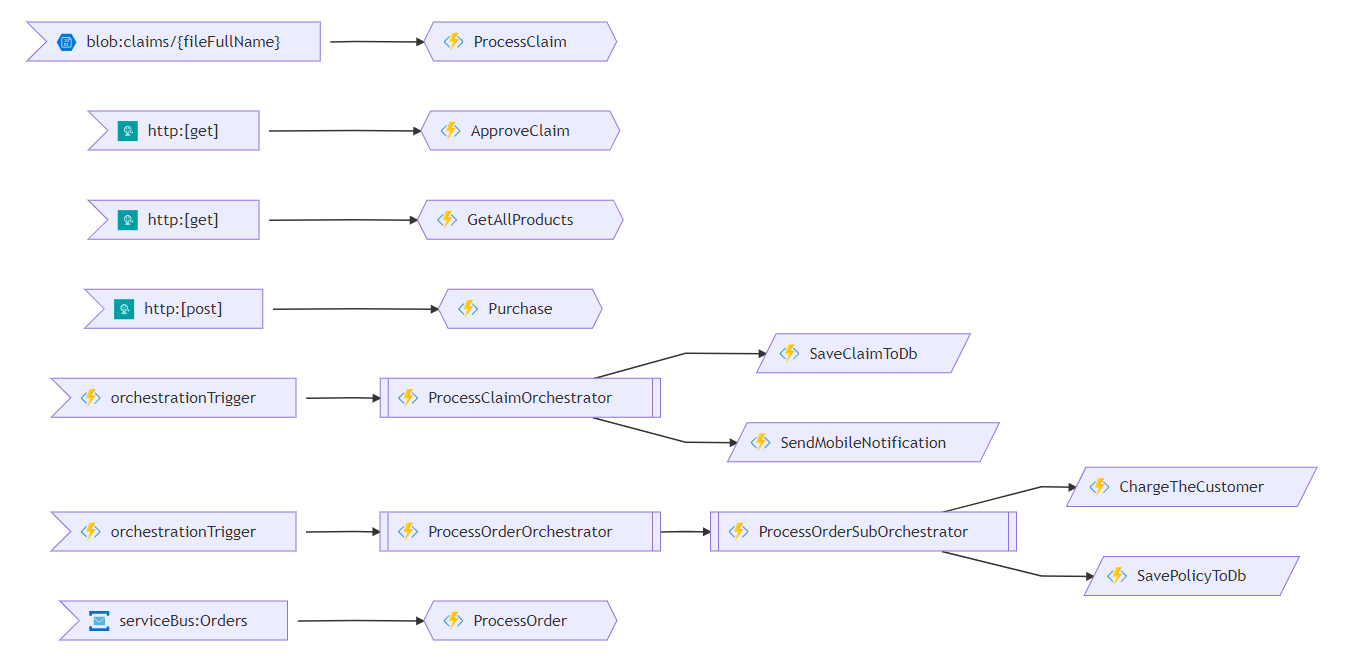 blob:claims/{fileFullName}
ProcessClaim
http:[get]
ApproveClaim
http:[get]
GetAllProducts
http:[post]
Purchase
SaveClaimToDb
orchestrationTrigger
ProcessClaimOrchestrator
SendMobileNotification
ChargeTheCustomer
orchestrationTrigger
ProcessOrderOrchestrator
ProcessOrderSubOrchestrator
SavePolicyToDb
serviceBus:Orders
ProcessOrder